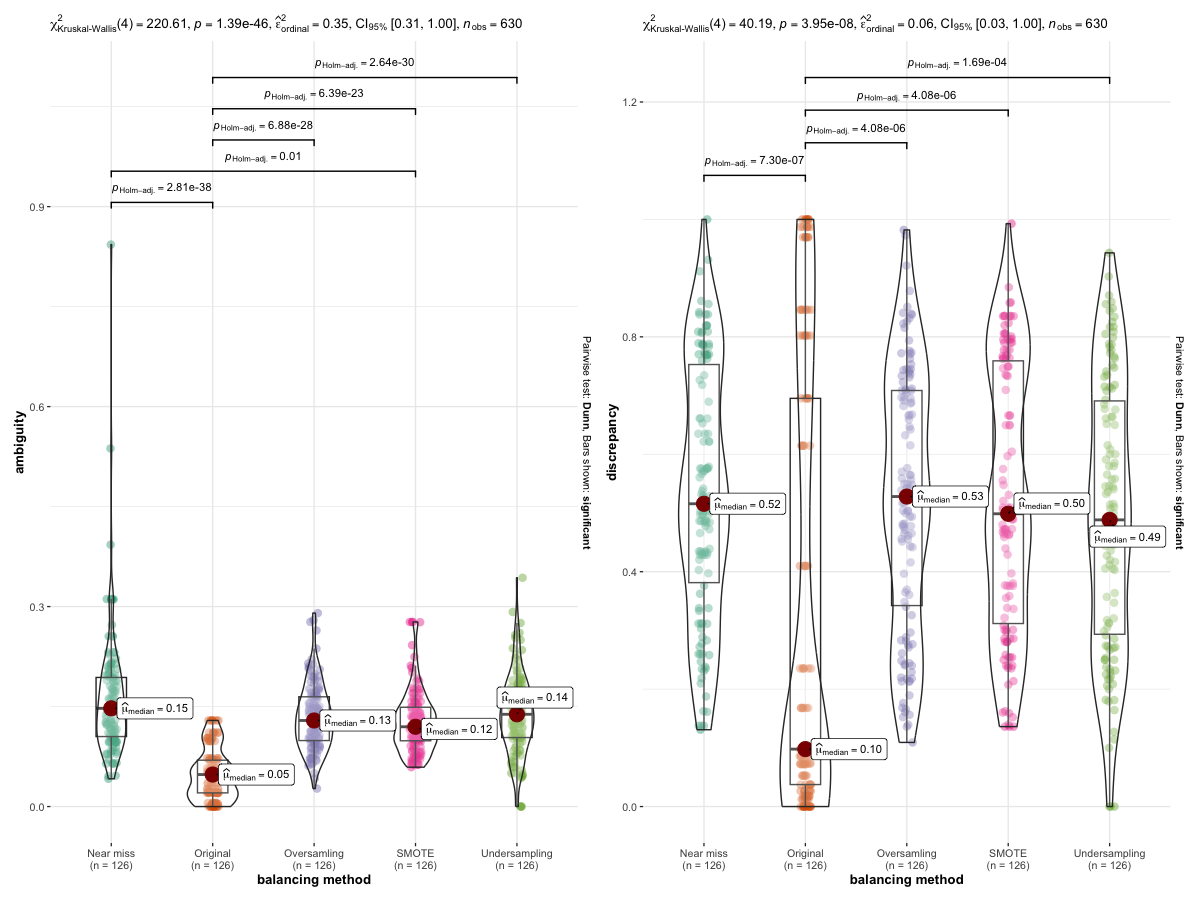 χ²Kruskal-Wallis(4) = 220.61, p = 1.39e-46, ε̂²ordinal = 0.35, CI95% [0.31, 1.00], nobs = 630
pHolm−adj. = 2.64e-30
pHolm−adj. = 6.39e-23
pHolm−adj. = 6.88e-28
pHolm−adj. = 0.01
pHolm−adj. = 2.81e-38
0.9
0.6
0.3
0.0
ambiguity
μ̂median = 0.15
μ̂median = 0.05
μ̂median = 0.13
μ̂median = 0.12
μ̂median = 0.14
Pairwise test: Dunn, Bars shown: significant
Near miss
(n = 126)
Original
(n = 126)
Oversamling
(n = 126)
SMOTE
(n = 126)
Undersampling
(n = 126)
balancing method
χ²Kruskal-Wallis(4) = 40.19, p = 3.95e-08, ε̂²ordinal = 0.06, CI95% [0.03, 1.00], nobs = 630
pHolm−adj. = 1.69e-04
pHolm−adj. = 4.08e-06
pHolm−adj. = 4.08e-06
pHolm−adj. = 7.30e-07
1.2
0.8
0.4
0.0
discrepancy
μ̂median = 0.52
μ̂median = 0.10
μ̂median = 0.53
μ̂median = 0.50
μ̂median = 0.49
Pairwise test: Dunn, Bars shown: significant
Near miss
(n = 126)
Original
(n = 126)
Oversamling
(n = 126)
SMOTE
(n = 126)
Undersampling
(n = 126)
balancing method